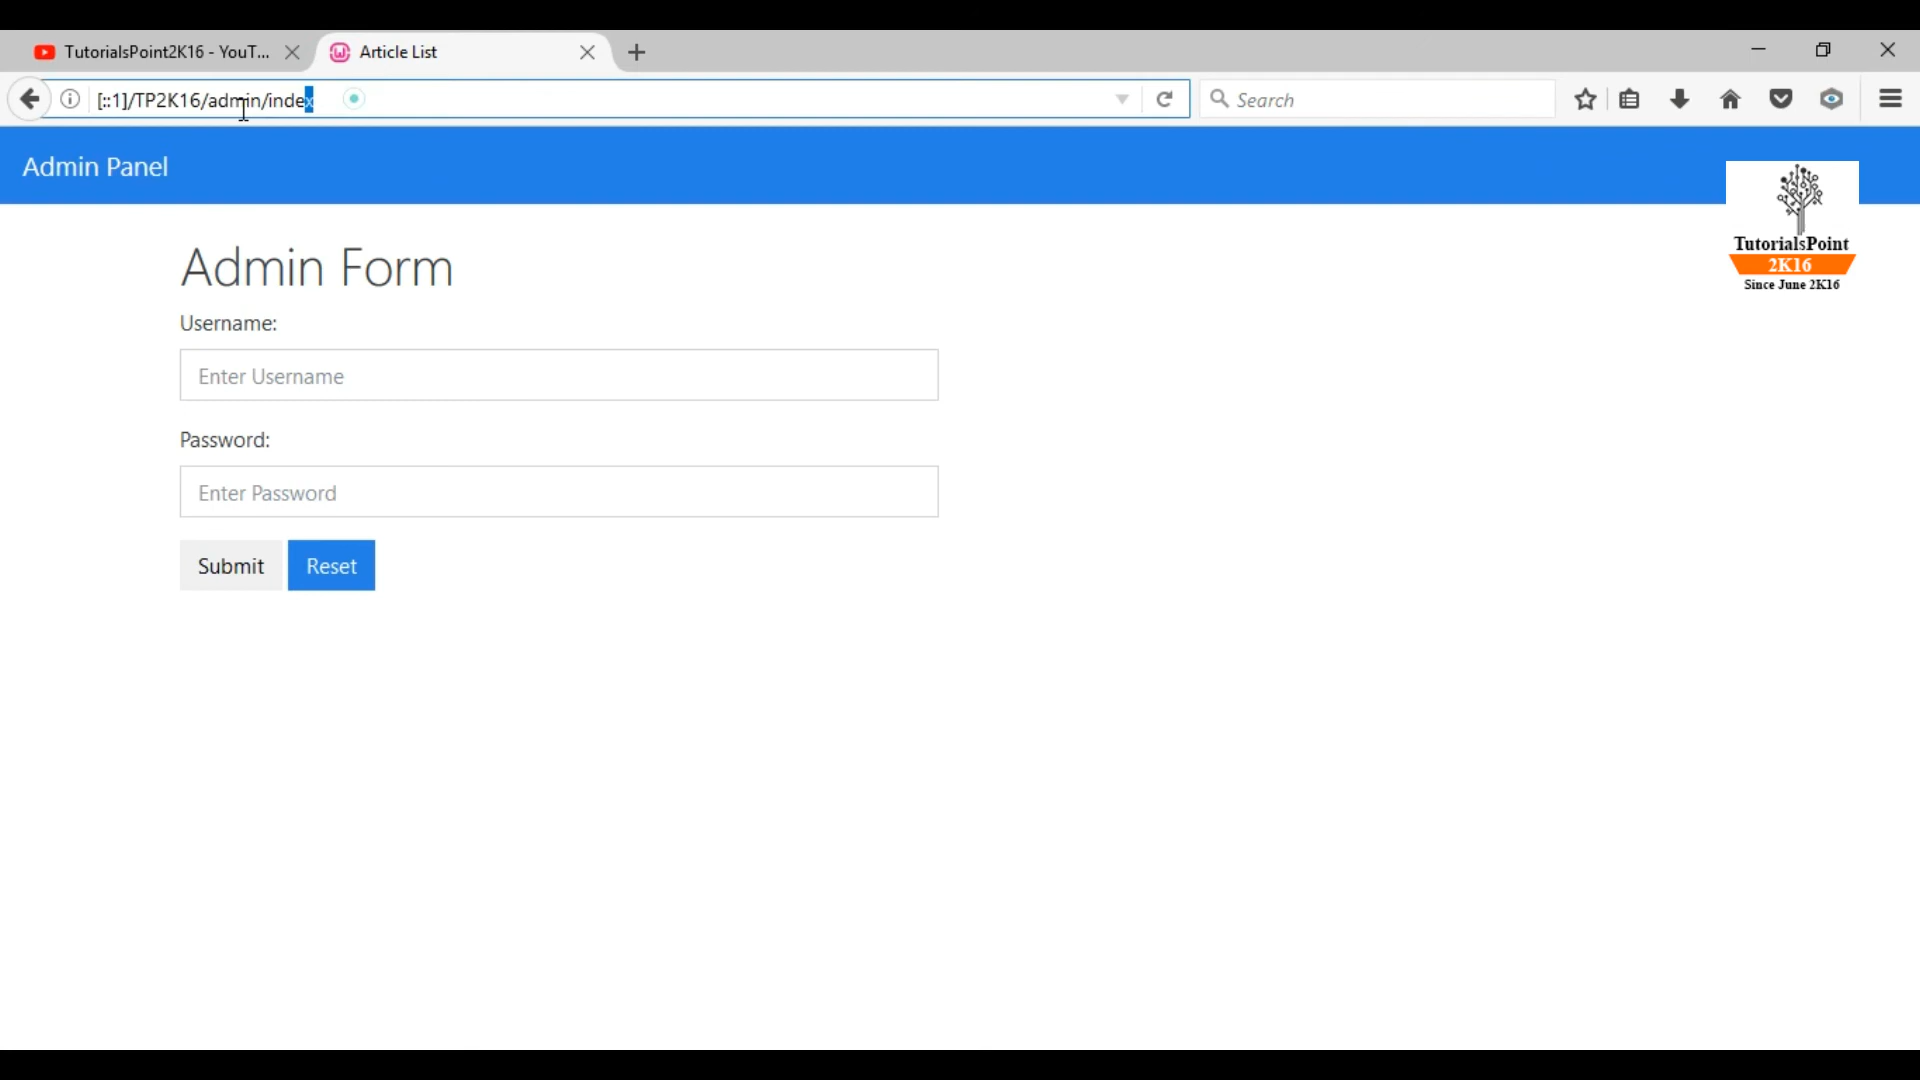 TutorialsPoint2K16 - YouT...
Article List
[::1]/TP2K16/admin/index
Search
Admin Panel
TutorialsPoint
2K16
Since June 2K16
Admin Form
Username:
Enter Username
Password:
Enter Password
Submit
Reset